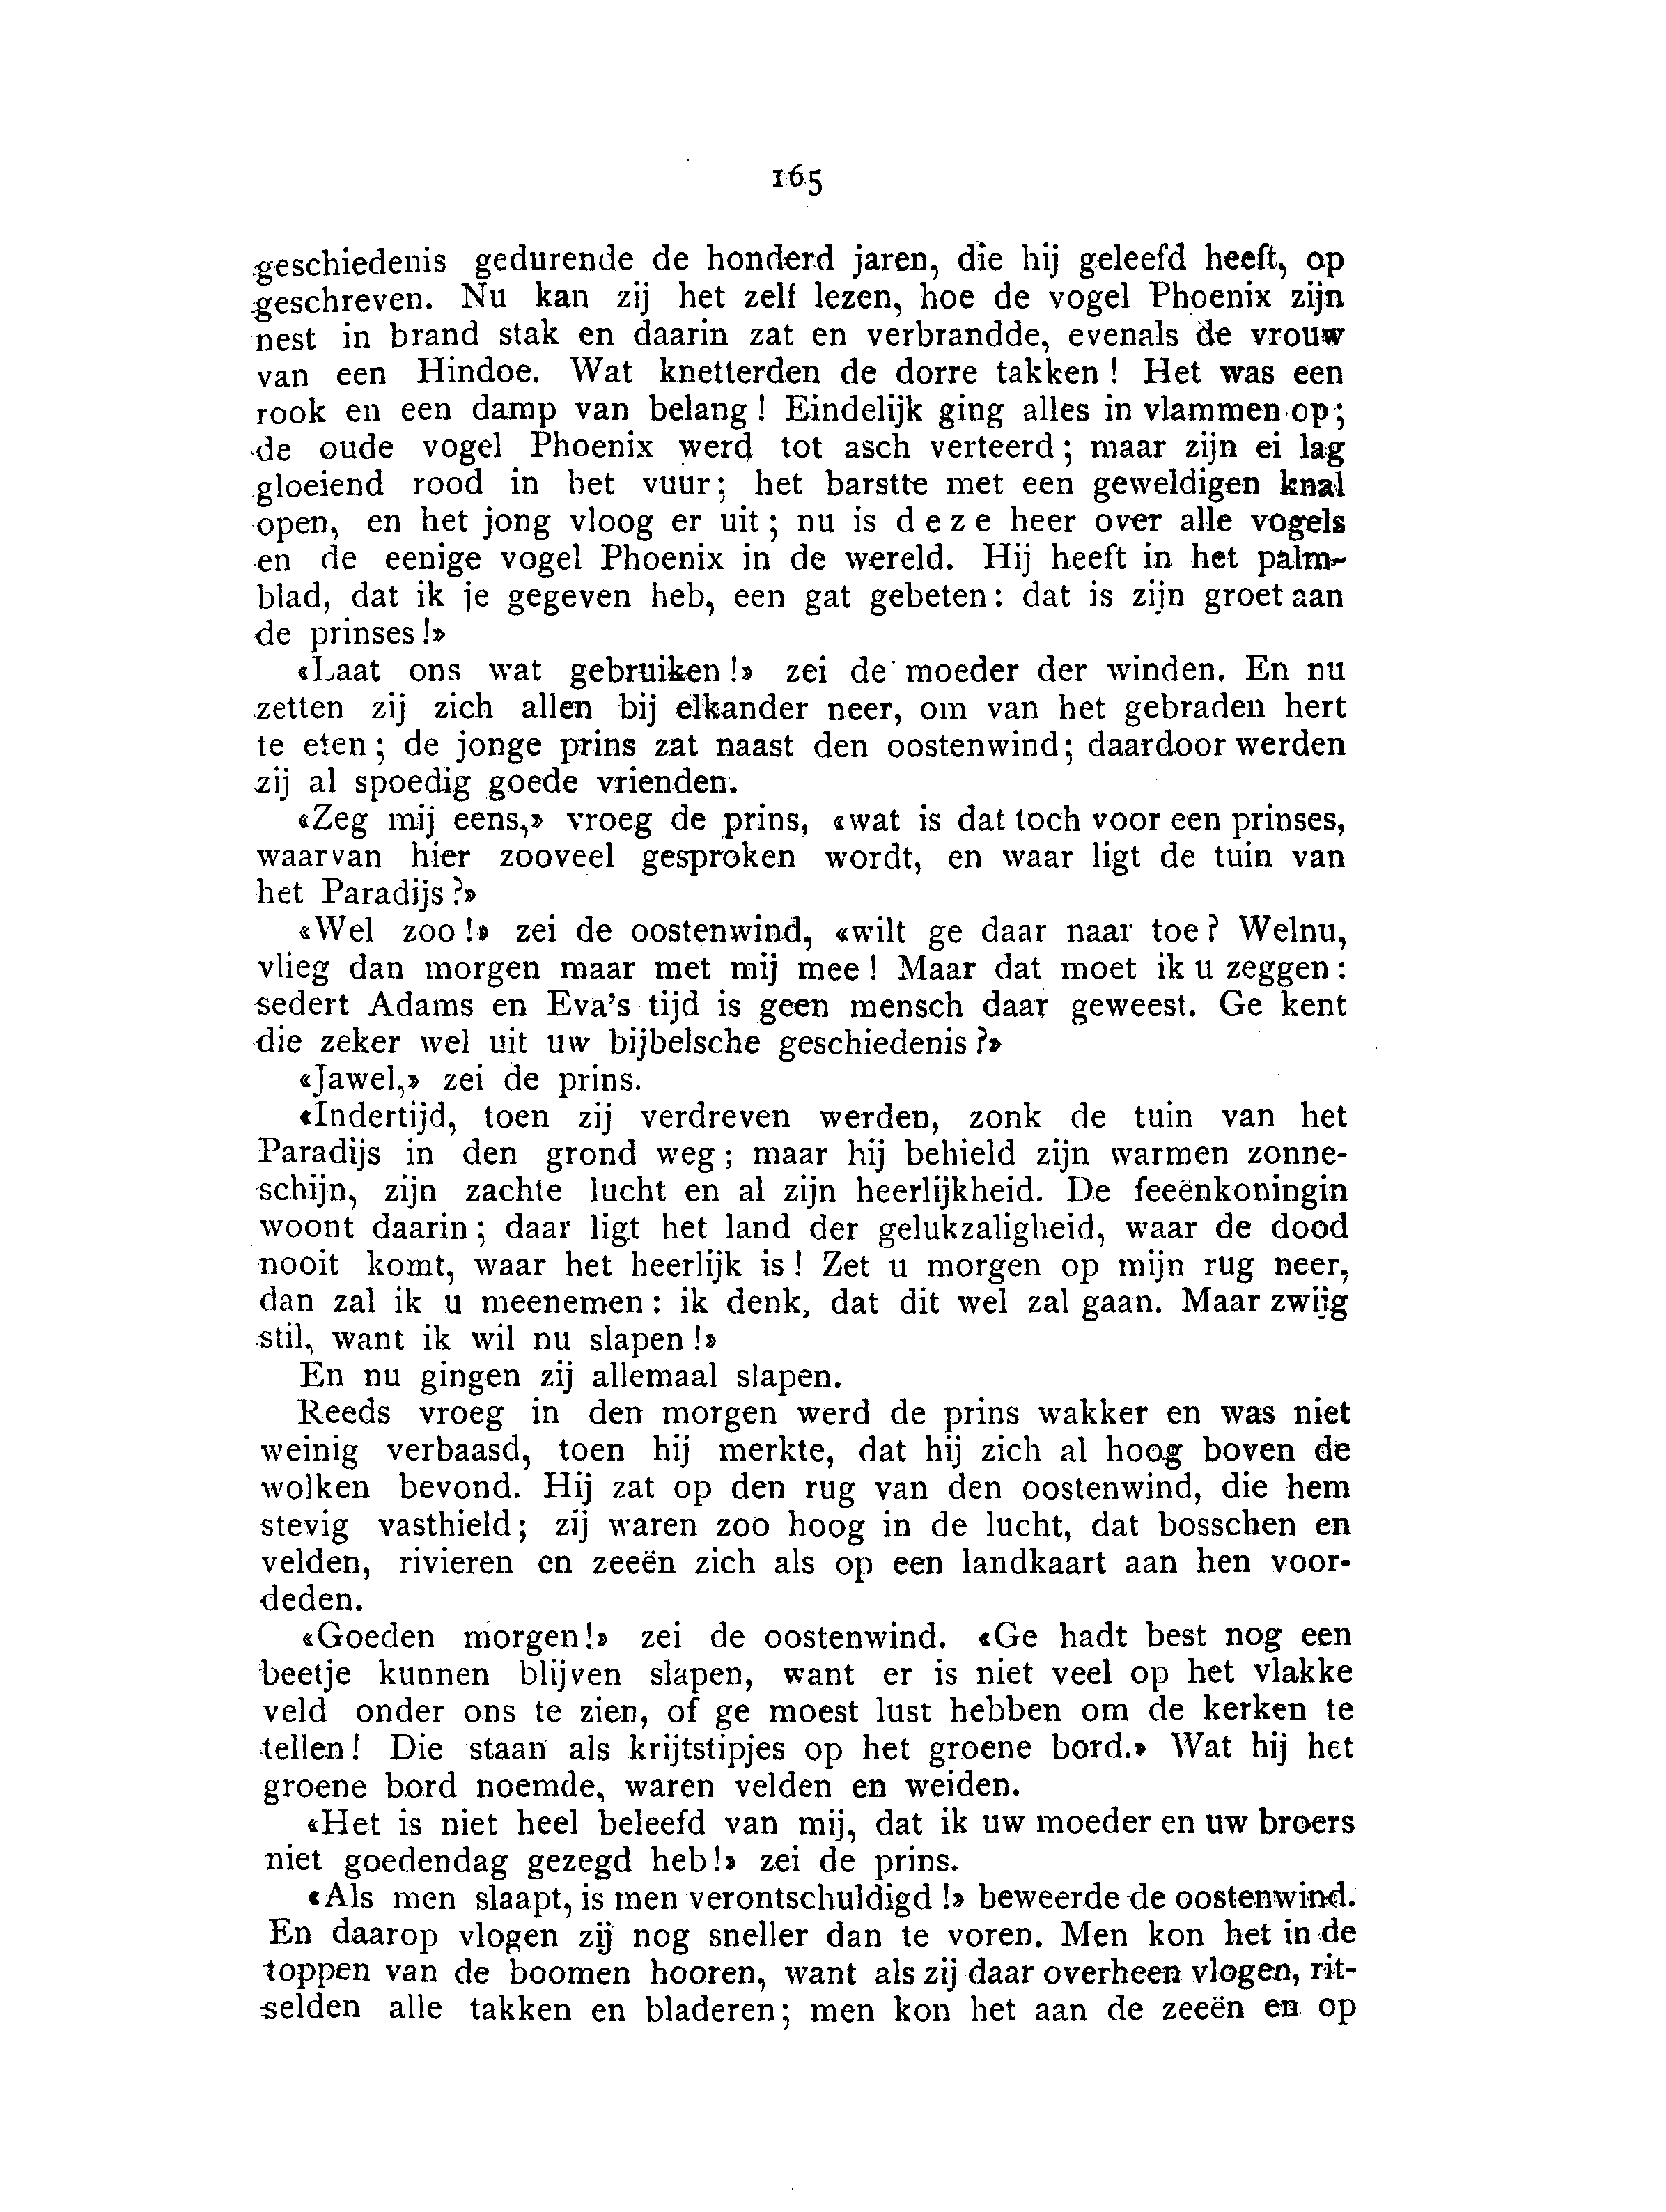 165
geschiedenis gedurende de honderd jaren, die hij geleefd heeft, op
geschreven. Nu kan zij het zelf lezen, hoe de vogel Phoenix zijn
nest in brand stak en daarin zat en verbrandde, evenals de vrouw
van een Hindoe. Wat knetterden de dorre takken! Het was een
rook en een damp van belang! Eindelijk ging alles in vlammen op;
de oude vogel Phoenix werd tot asch verteerd; maar zijn ei lag
gloeiend rood in het vuur; het barstte met een geweldigen knal
open, en het jong vloog er uit; nu is deze heer over alle vogels
en de eenige vogel Phoenix in de wereld. Hij heeft in het palm-
blad, dat ik je gegeven heb, een gat gebeten: dat is zijn groet aan
de prinses!»
«Laat ons wat gebruiken!» zei de moeder der winden. En nu
zetten zij zich allen bij elkander neer, om van het gebraden hert
te eten; de jonge prins zat naast den oostenwind; daardoor werden
zij al spoedig goede vrienden.
«Zeg mij eens,» vroeg de prins, «wat is dat toch voor een prinses,
waarvan hier zooveel gesproken wordt, en waar ligt de tuin van
het Paradijs?»
«Wel zoo!» zei de oostenwind, «wilt ge daar naar toe? Welnu,
vlieg dan morgen maar met mij mee! Maar dat moet ik u zeggen:
sedert Adams en Eva's tijd is geen mensch daar geweest. Ge kent
die zeker wel uit uw bijbelsche geschiedenis?»
«Jawel,» zei de prins.
«Indertijd, toen zij verdreven werden, zonk de tuin van het
Paradijs in den grond weg; maar hij behield zijn warmen zonne-
schijn, zijn zachte lucht en al zijn heerlijkheid. De feeënkoningin
woont daarin; daar ligt het land der gelukzaligheid, waar de dood
nooit komt, waar het heerlijk is! Zet u morgen op mijn rug neer,
dan zal ik u meenemen: ik denk, dat dit wel zal gaan. Maar zwijg
stil, want ik wil nu slapen!»
En nu gingen zij allemaal slapen.
Reeds vroeg in den morgen werd de prins wakker en was niet
weinig verbaasd, toen hij merkte, dat hij zich al hoog boven de
wolken bevond. Hij zat op den rug van den oostenwind, die hem
stevig vasthield; zij waren zoo hoog in de lucht, dat bosschen en
velden, rivieren en zeeën zich als op een landkaart aan hen voor-
deden.
«Goeden morgen!» zei de oostenwind. «Ge hadt best nog een
beetje kunnen blijven slapen, want er is niet veel op het vlakke
veld onder ons te zien, of ge moest lust hebben om de kerken te
tellen! Die staan als krijtstipjes op het groene bord.» Wat hij het
groene bord noemde, waren velden en weiden.
«Het is niet heel beleefd van mij, dat ik uw moeder en uw broers
niet goedendag gezegd heb!» zei de prins.
«Als men slaapt, is men verontschuldigd!» beweerde de oostenwind.
En daarop vlogen zij nog sneller dan te voren. Men kon het in de
toppen van de boomen hooren, want als zij daar overheen vlogen, rit-
selden alle takken en bladeren; men kon het aan de zeeën en op